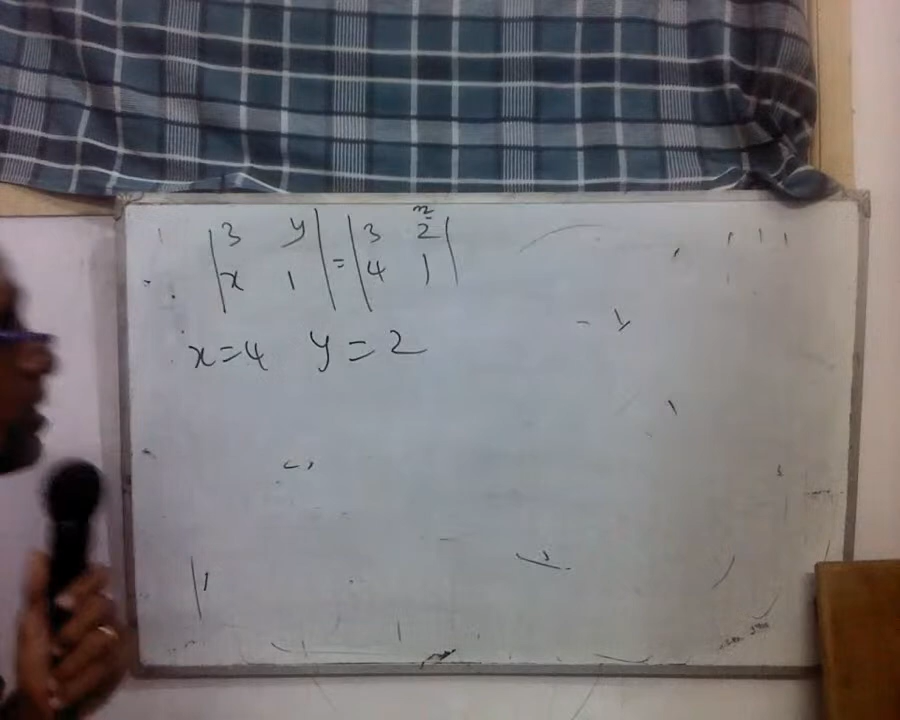 | 3 y | = | 3 2 |
| x 1 | | 4 1 |
x=4 y=2